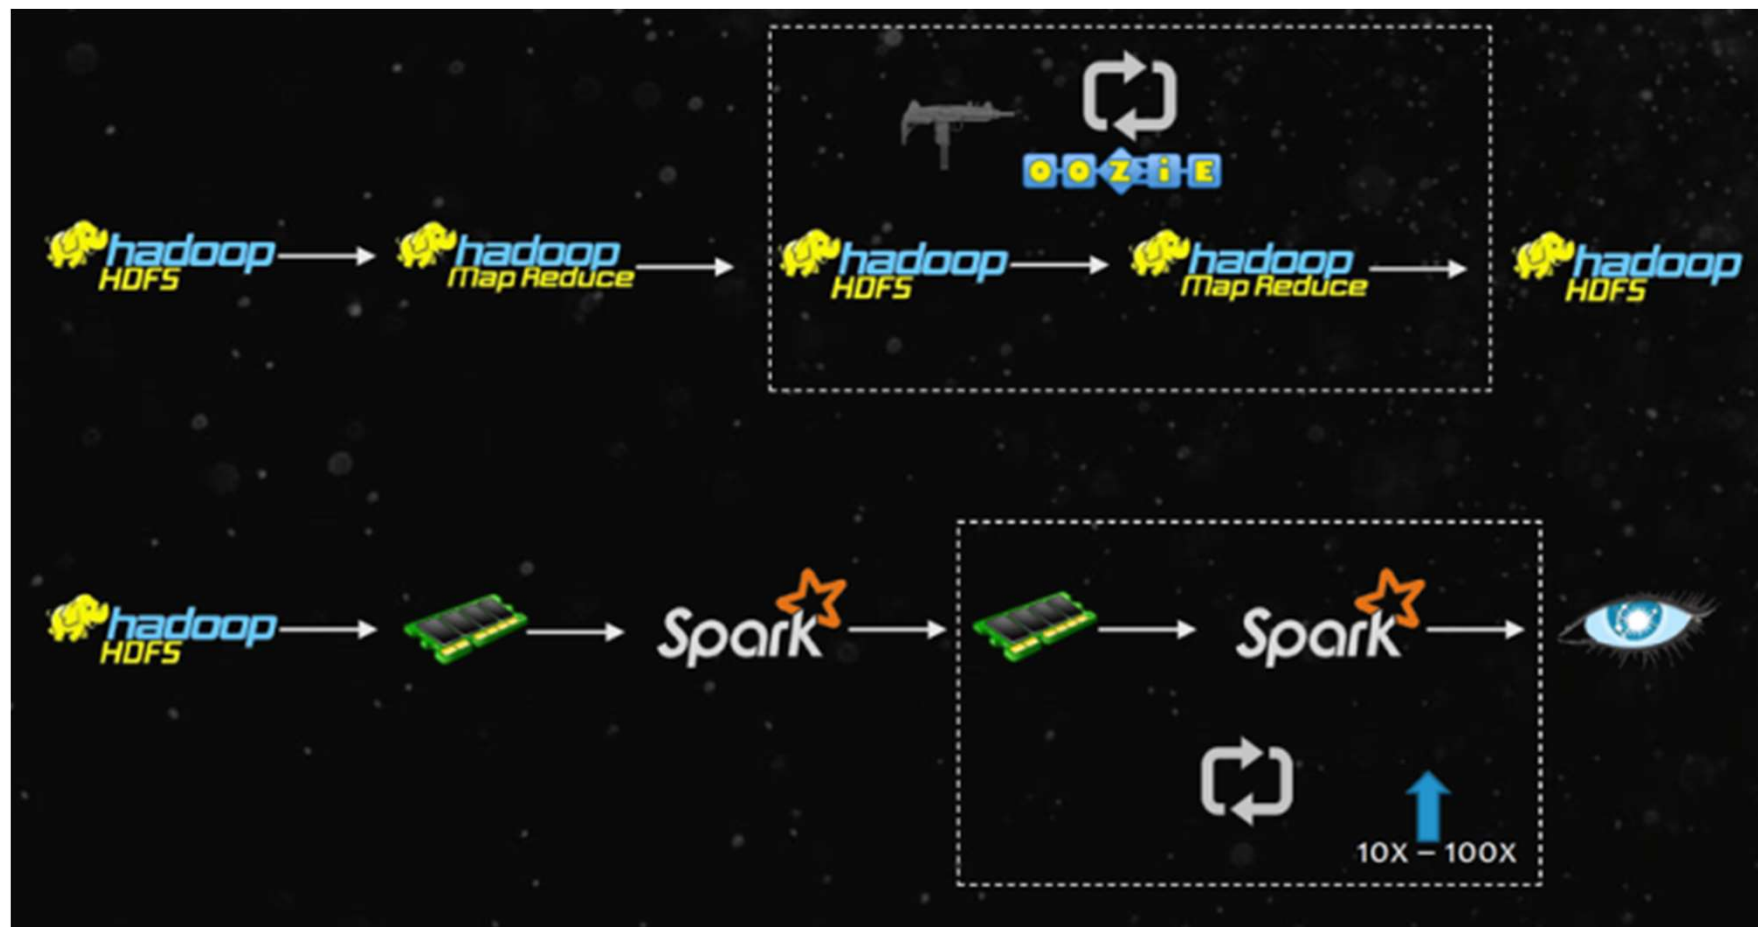 OOZiE
hadoop
HDFS
hadoop
Map Reduce
hadoop
HDFS
hadoop
Map Reduce
hadoop
HDFS
hadoop
HDFS
Spark
Spark
10X – 100X